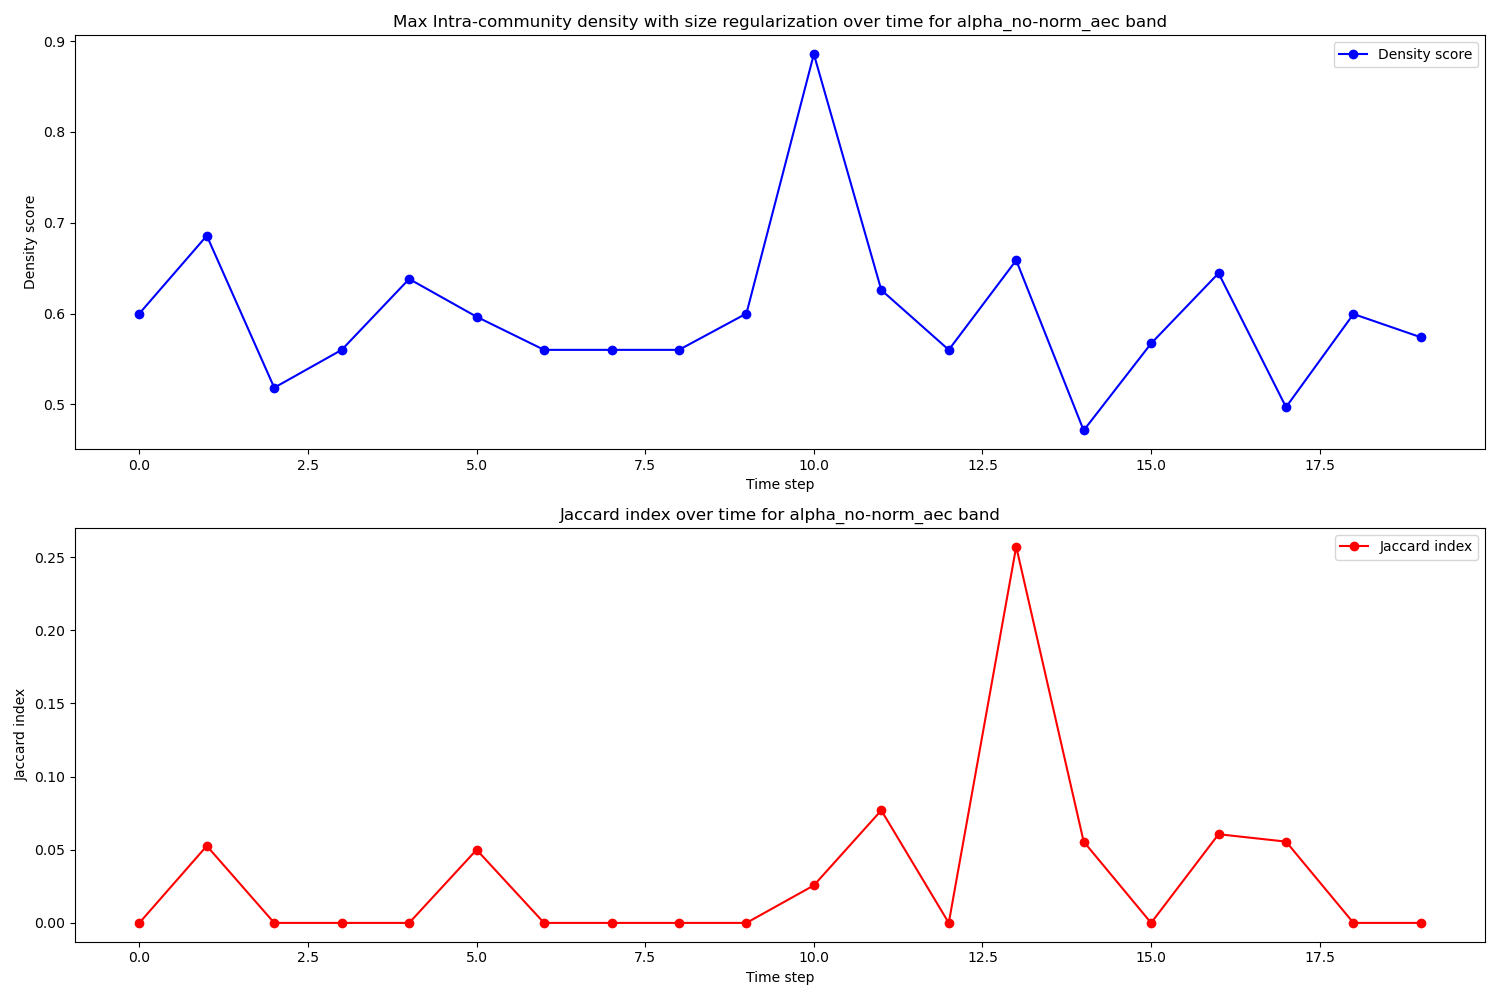 Max Intra-community density with size regularization over time for alpha_no-norm_aec band
0.9
0.8
0.7
0.6
0.5
Density score
Density score
0.0 2.5 5.0 7.5 10.0 12.5 15.0 17.5
Time step
Jaccard index over time for alpha_no-norm_aec band
0.25
0.20
0.15
0.10
0.05
0.00
Jaccard index
Jaccard index
0.0 2.5 5.0 7.5 10.0 12.5 15.0 17.5
Time step